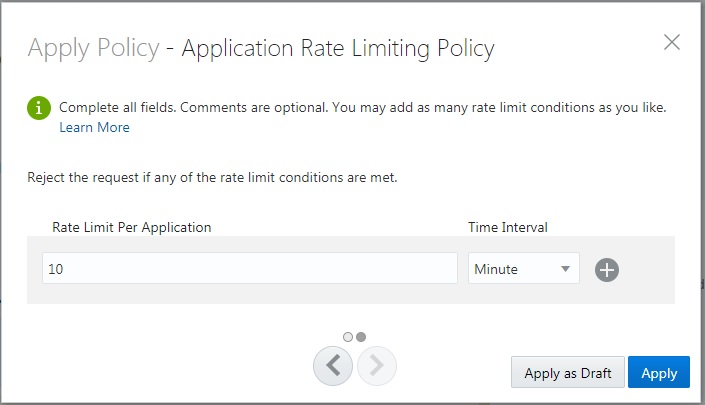 Apply Policy - Application Rate Limiting Policy
Complete all fields. Comments are optional. You may add as many rate limit conditions as you like.
Learn More
Reject the request if any of the rate limit conditions are met.
Rate Limit Per Application Time Interval
10 Minute
Apply as Draft Apply